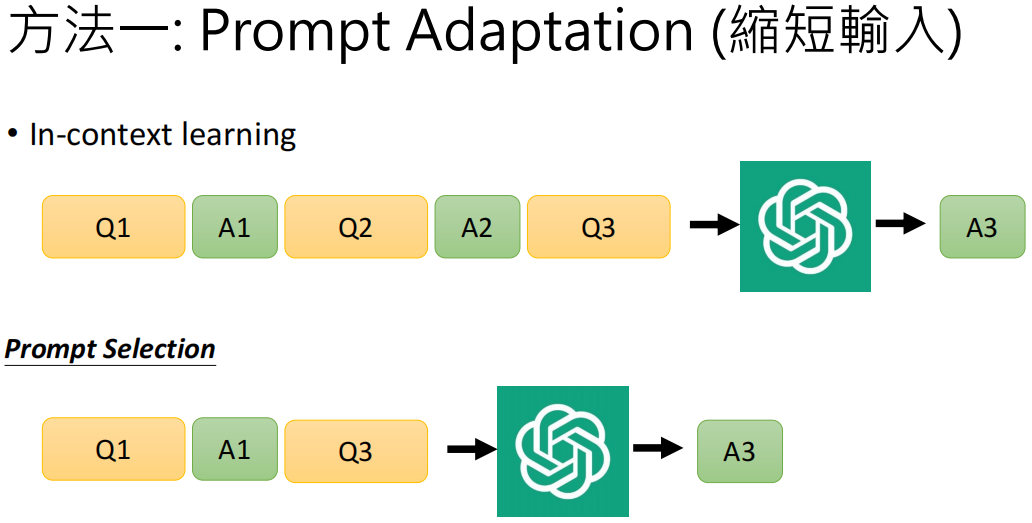 方法一: Prompt Adaptation (縮短輸入)
• In-context learning
Q1 A1 Q2 A2 Q3 A3
Prompt Selection
Q1 A1 Q3 A3